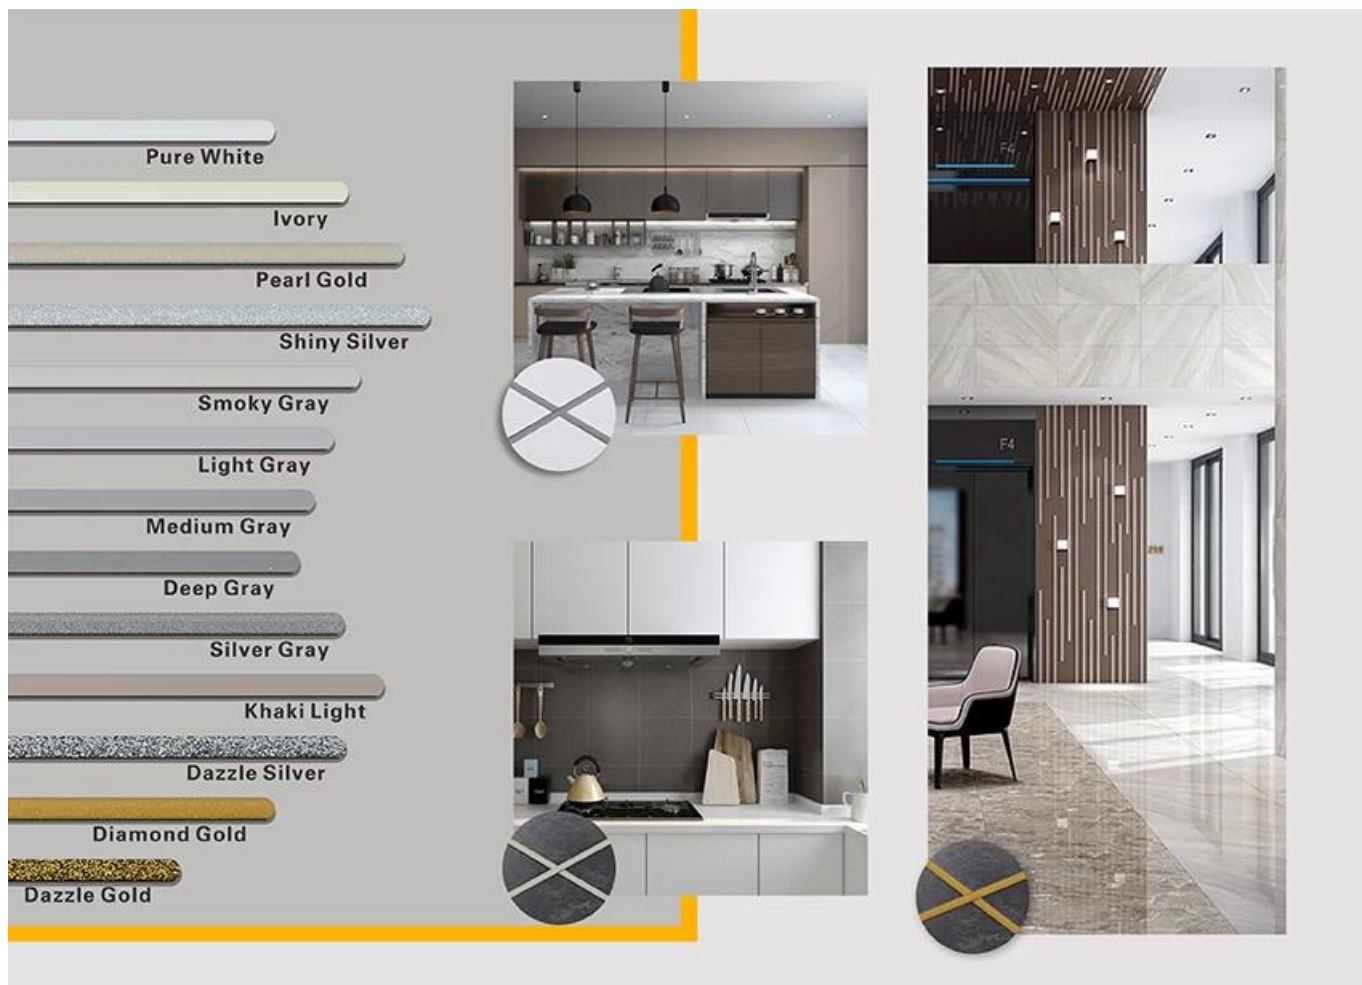 Pure White
Ivory
Pearl Gold
Shiny Silver
Smoky Gray
Light Gray
Medium Gray
Deep Gray
Silver Gray
Khaki Light
Dazzle Silver
Diamond Gold
Dazzle Gold
F4
F4
298